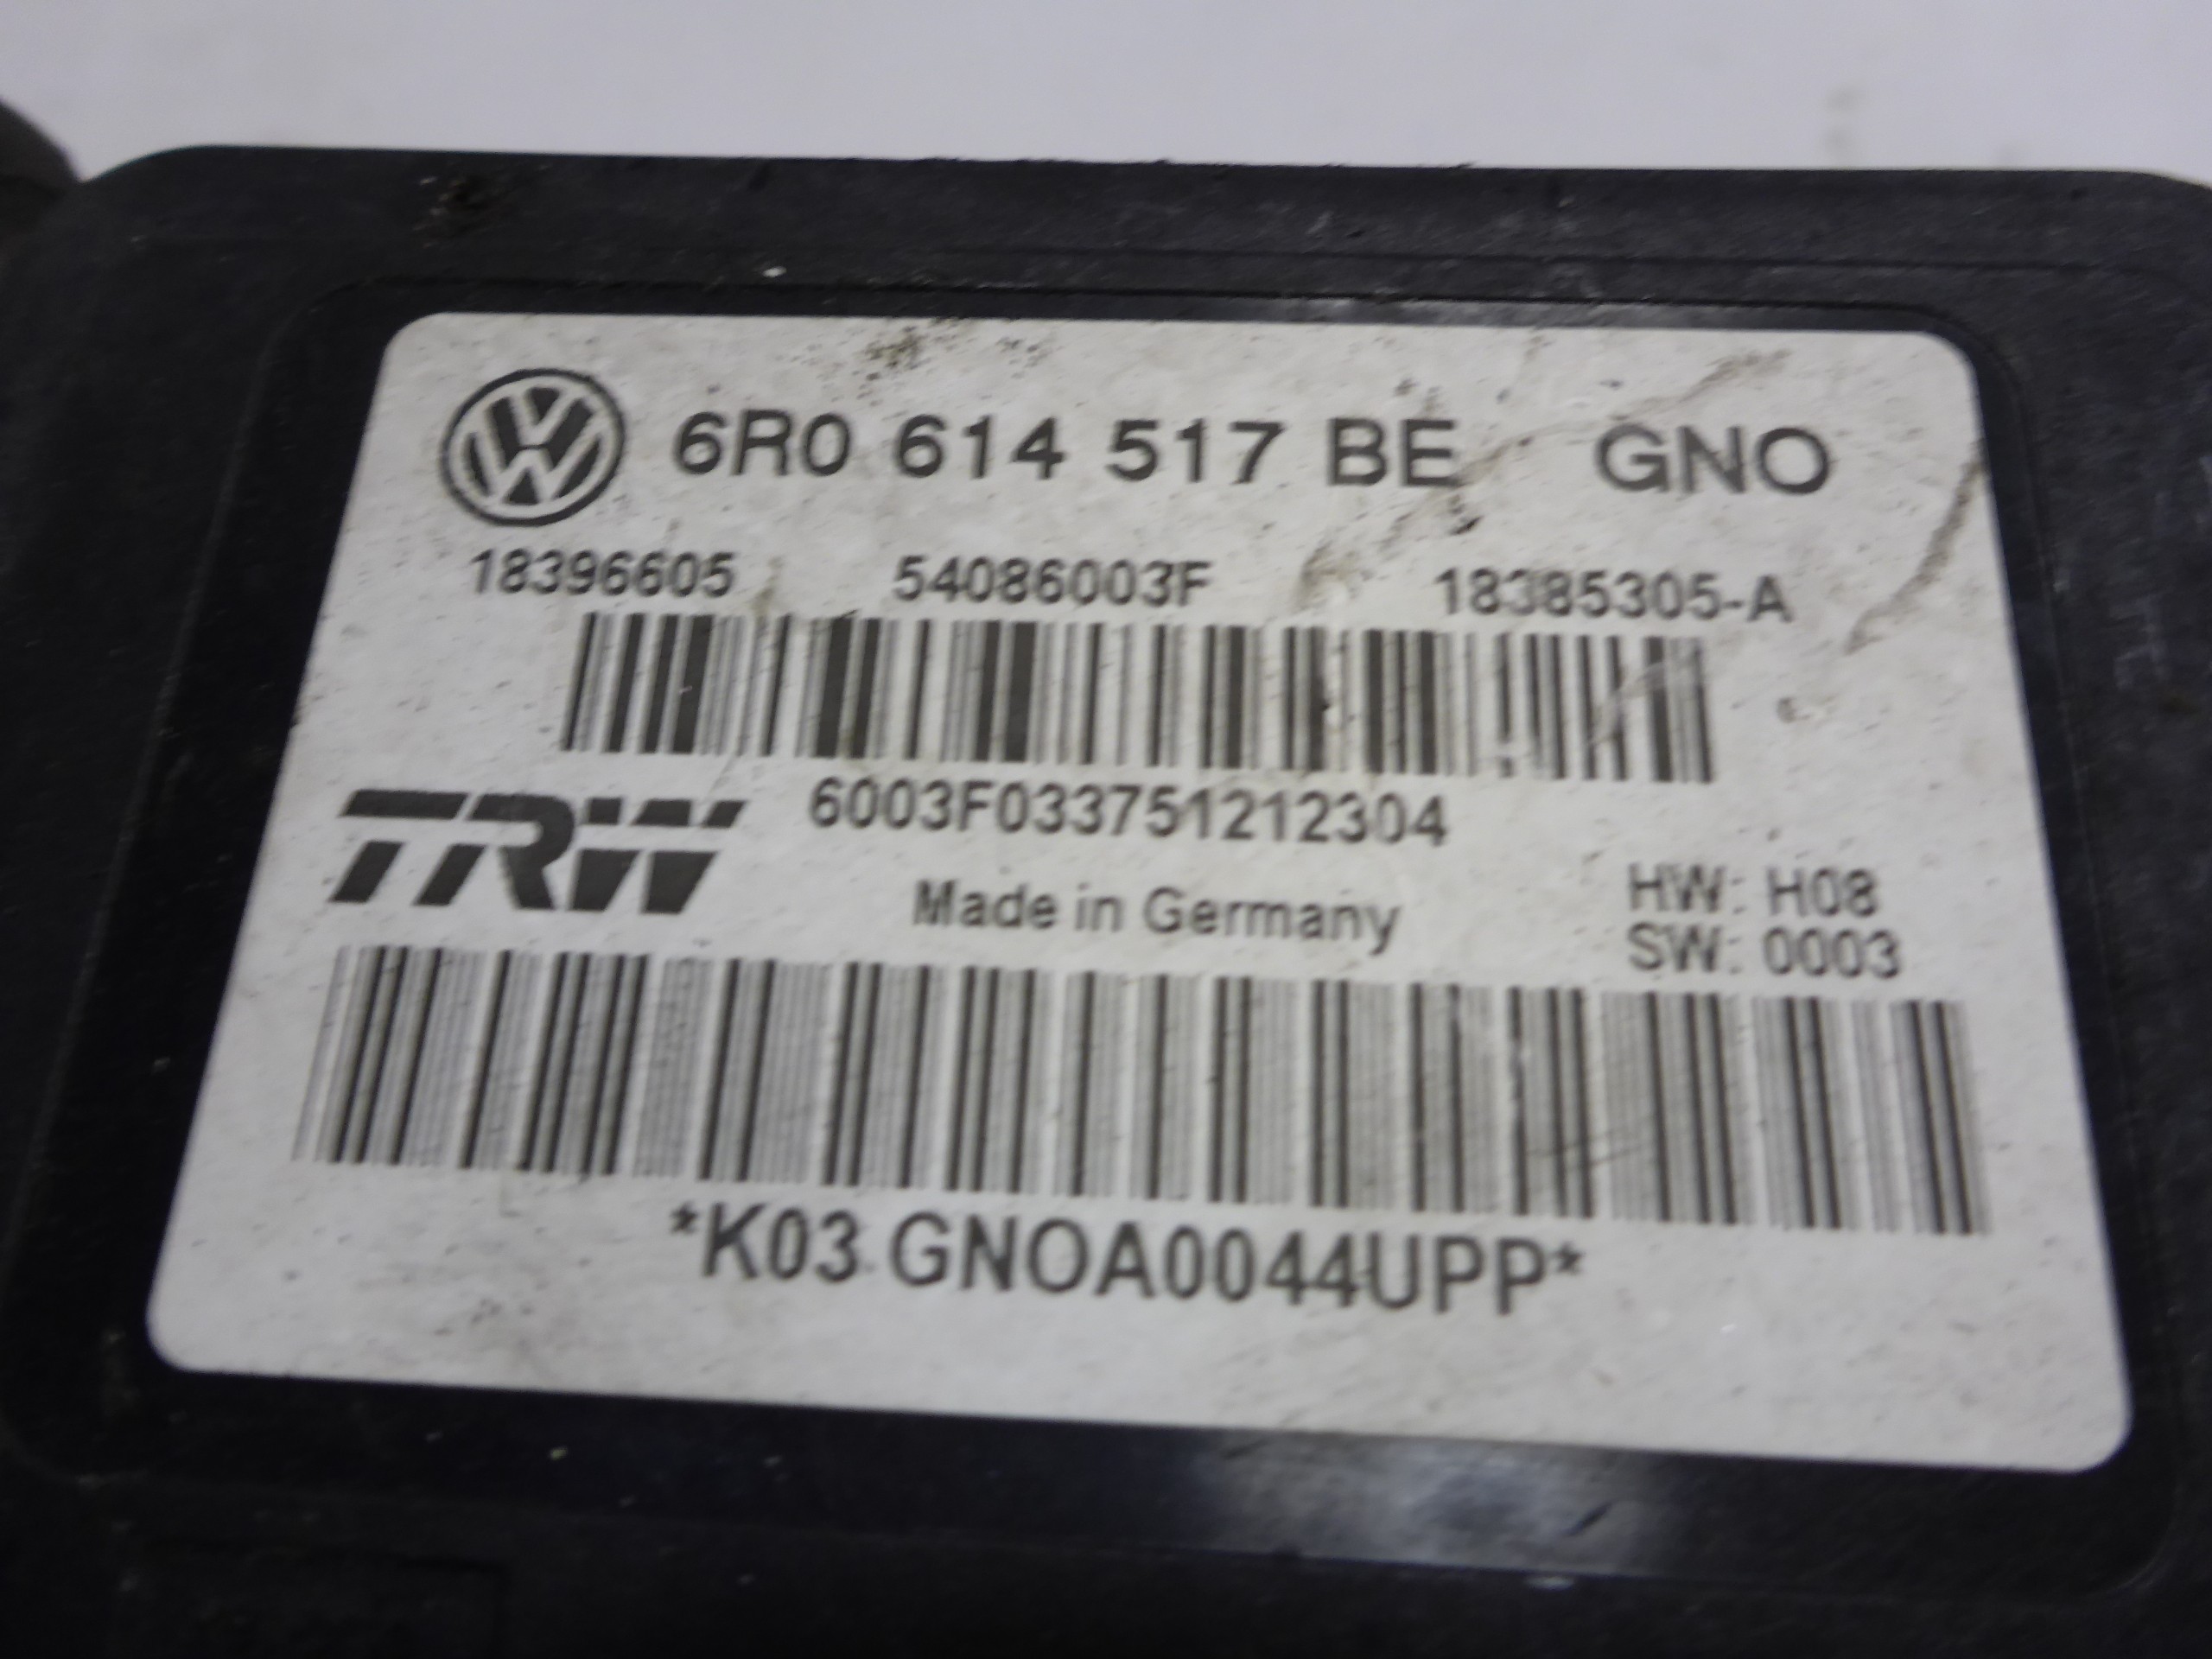 6R0 614 517 BE GNO
18396605 54086003F 18385305-A
6003F033751212304
TRW
Made in Germany
HW: H08
SW: 0003
*K03 GNOA0044UPP*